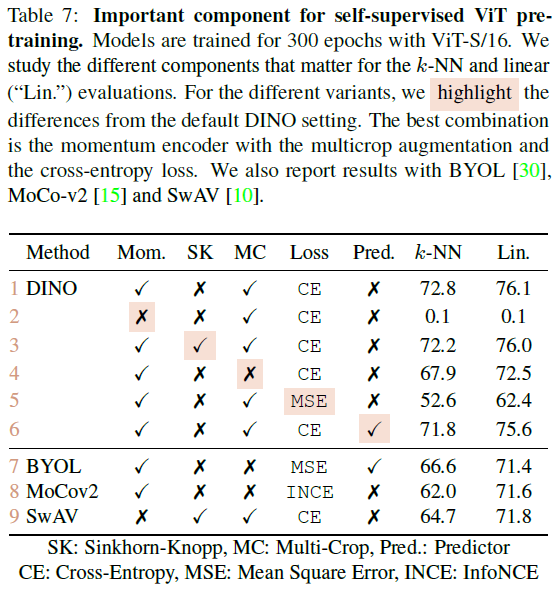 Table 7: Important component for self-supervised ViT pre-
training. Models are trained for 300 epochs with ViT-S/16. We
study the different components that matter for the k-NN and linear
(“Lin.”) evaluations. For the different variants, we highlight the
differences from the default DINO setting. The best combination
is the momentum encoder with the multicrop augmentation and
the cross-entropy loss. We also report results with BYOL [30],
MoCo-v2 [15] and SwAV [10].
Method Mom. SK MC Loss Pred. k-NN Lin.
1 DINO ✓ ✗ ✓ CE ✗ 72.8 76.1
2 ✗ ✗ ✓ CE ✗ 0.1 0.1
3 ✓ ✓ ✓ CE ✗ 72.2 76.0
4 ✓ ✗ ✗ CE ✗ 67.9 72.5
5 ✓ ✗ ✓ MSE ✗ 52.6 62.4
6 ✓ ✗ ✓ CE ✓ 71.8 75.6
7 BYOL ✓ ✗ ✗ MSE ✓ 66.6 71.4
8 MoCov2 ✓ ✗ ✗ INCE ✗ 62.0 71.6
9 SwAV ✗ ✓ ✓ CE ✗ 64.7 71.8
SK: Sinkhorn-Knopp, MC: Multi-Crop, Pred.: Predictor
CE: Cross-Entropy, MSE: Mean Square Error, INCE: InfoNCE